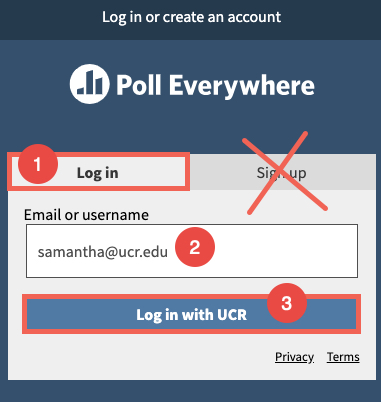 Log in or create an account
Poll Everywhere
1 Log in Sign up
Email or username
samantha@ucr.edu 2
Log in with UCR 3
Privacy Terms